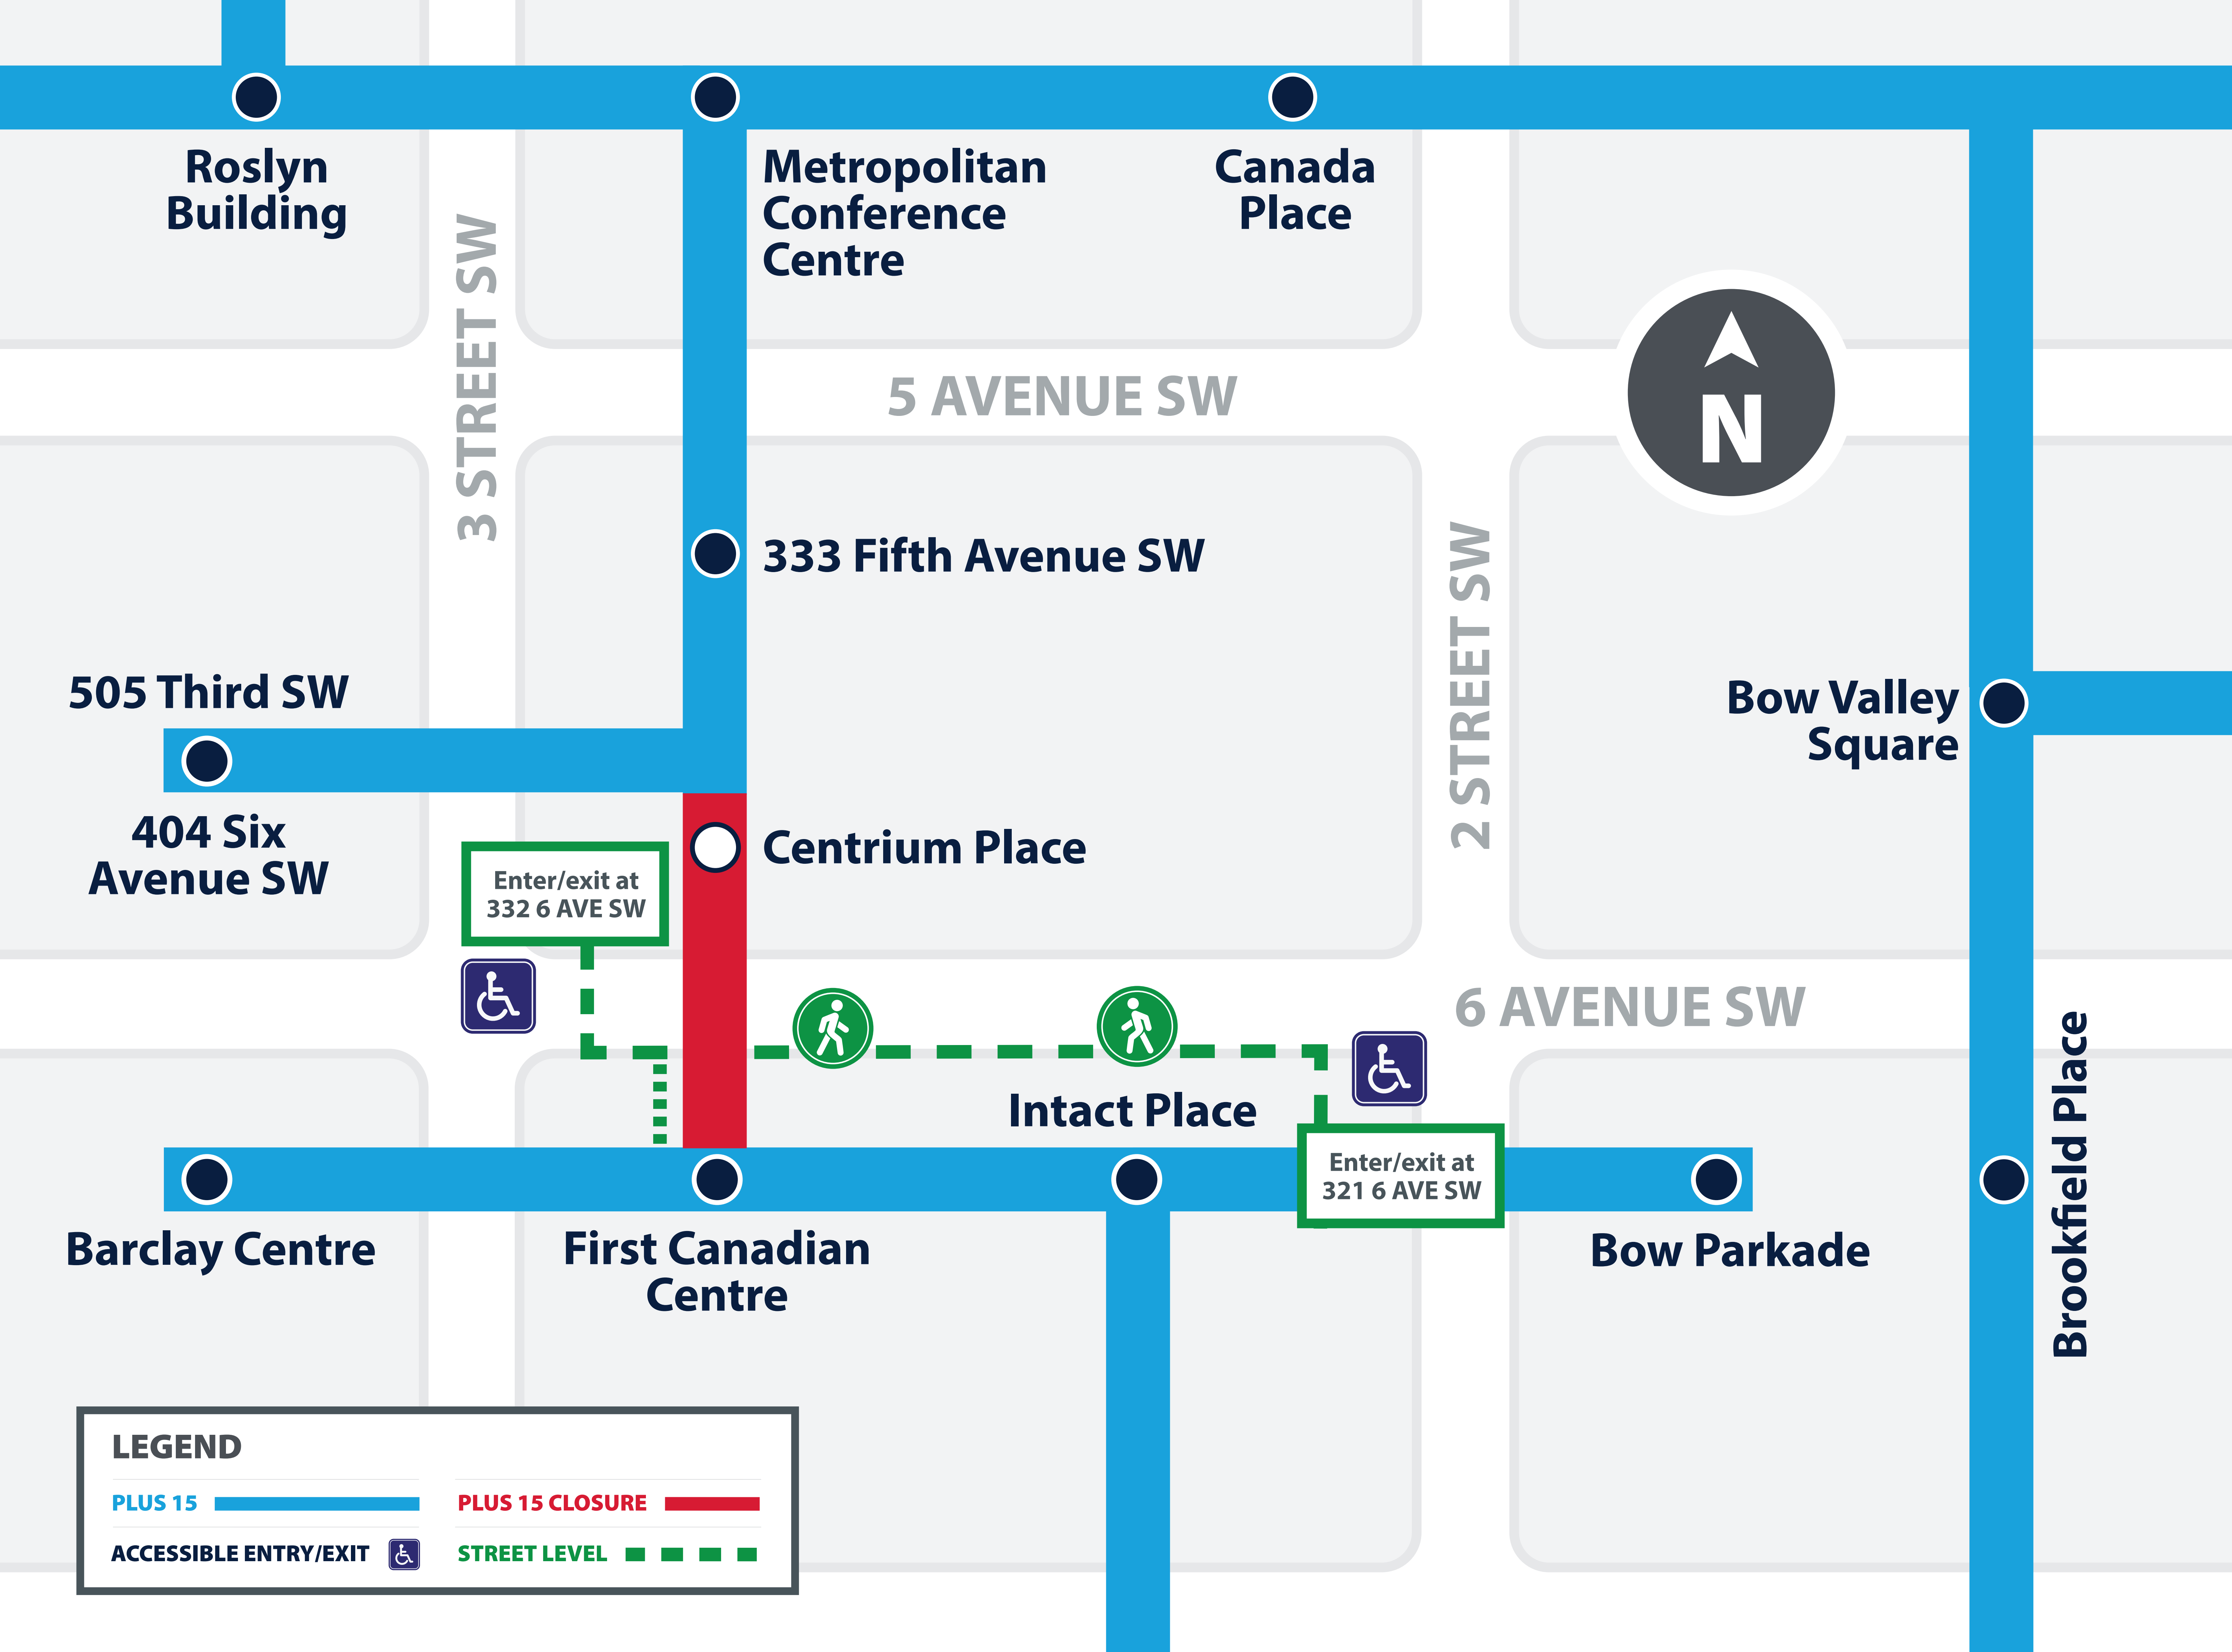 Roslyn
Building
Metropolitan
Conference
Centre
Canada
Place
3 STREET SW
5 AVENUE SW
N
333 Fifth Avenue SW
2 STREET SW
505 Third SW
404 Six
Avenue SW
Bow Valley
Square
Centrium Place
Enter/exit at
332 6 AVE SW
6 AVENUE SW
Intact Place
Enter/exit at
321 6 AVE SW
Brookfield Place
Barclay Centre
First Canadian
Centre
Bow Parkade
LEGEND
PLUS 15
PLUS 15 CLOSURE
ACCESSIBLE ENTRY/EXIT
STREET LEVEL